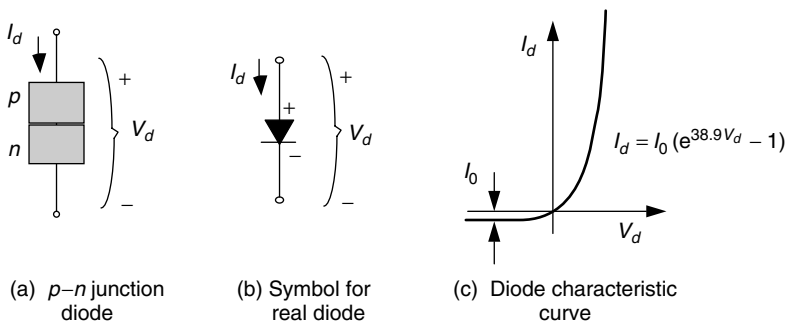 I_d
p
n
+
V_d
−
I_d
+
+
−
V_d
−
I_d
I_d = I_0 (e^{38.9V_d} − 1)
I_0
V_d
(a) p–n junction
diode
(b) Symbol for
real diode
(c) Diode characteristic
curve